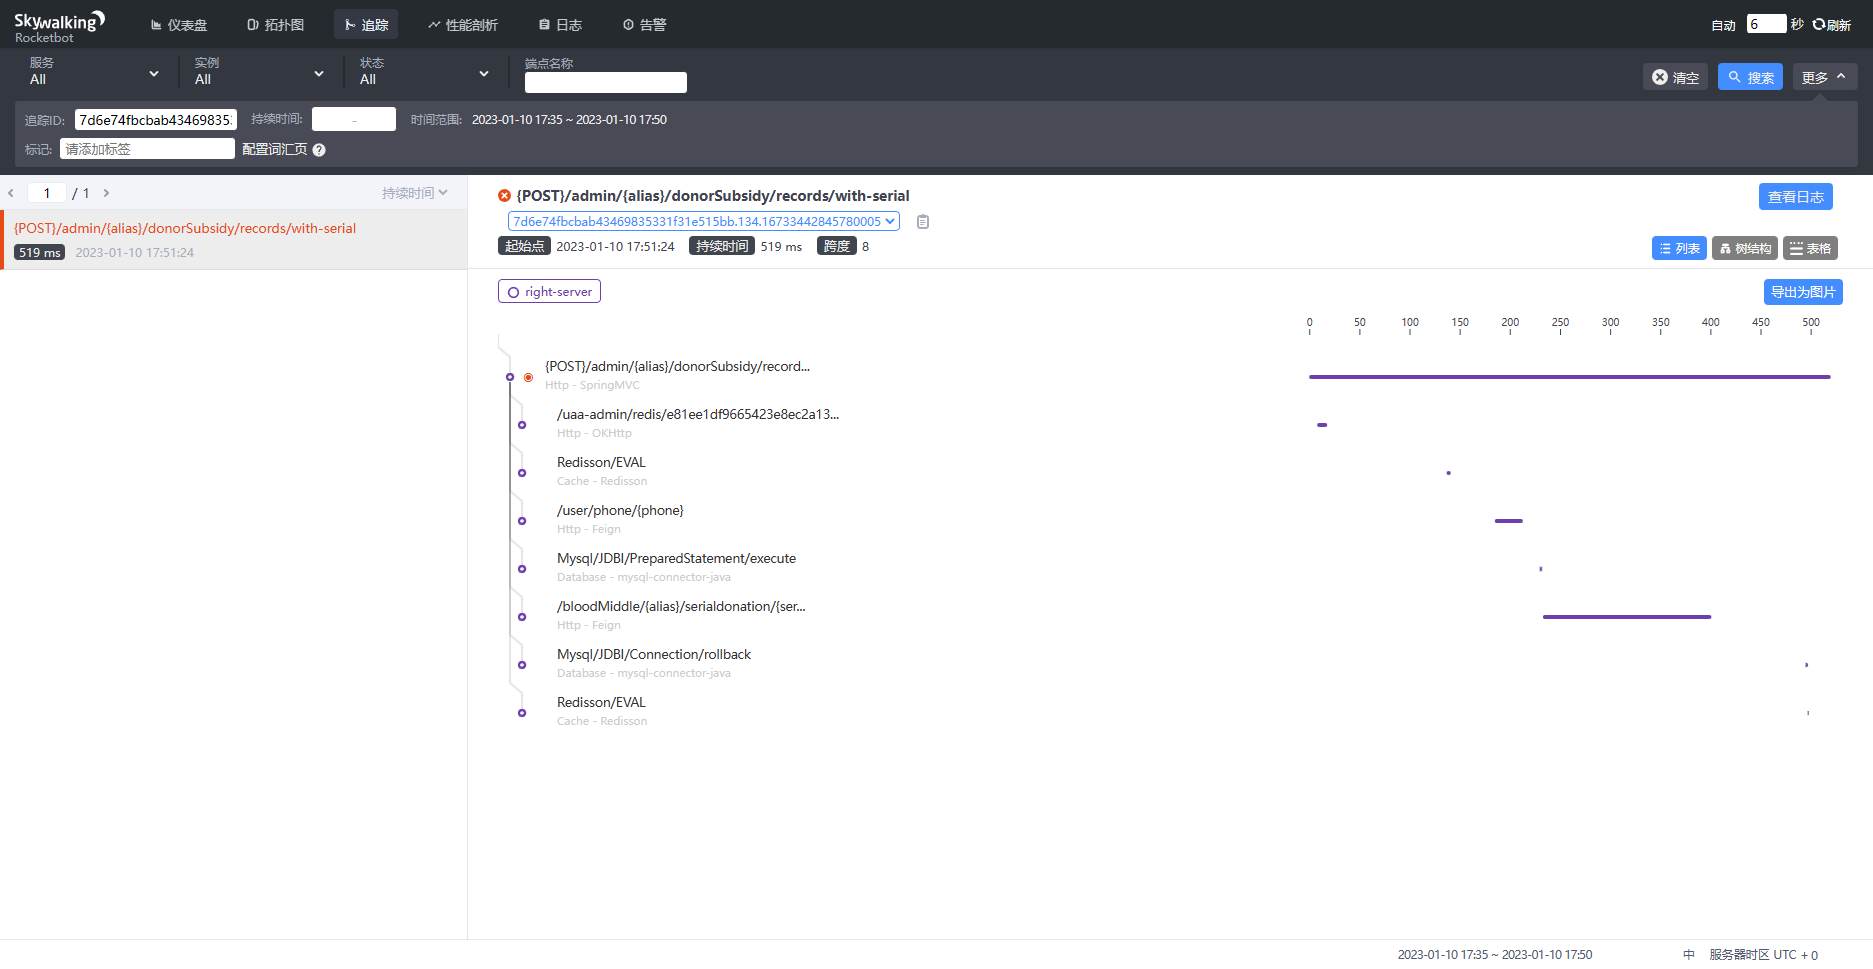 Skywalking
Rocketbot
仪表盘
拓扑图
追踪
性能剖析
日志
告警
自动 6 秒 刷新
服务
All
实例
All
状态
All
端点名称
清空
搜索
更多
追踪ID: 7d6e74fbcbab434698353
持续时间: -
时间范围: 2023-01-10 17:35 ~ 2023-01-10 17:50
标记: 请添加标签
配置词汇页 ?
1 / 1
持续时间
{POST}/admin/{alias}/donorSubsidy/records/with-serial
519 ms 2023-01-10 17:51:24
{POST}/admin/{alias}/donorSubsidy/records/with-serial
查看日志
7d6e74fbcbab43469835331f31e515bb.134.16733442845780005
起始点 2023-01-10 17:51:24 持续时间 519 ms 跨度 8
列表 树结构 表格
right-server
导出为图片
0 50 100 150 200 250 300 350 400 450 500
{POST}/admin/{alias}/donorSubsidy/record...
Http - SpringMVC
/uaa-admin/redis/e81ee1df9665423e8ec2a13...
Http - OKHttp
Redisson/EVAL
Cache - Redisson
/user/phone/{phone}
Http - Feign
Mysql/JDBI/PreparedStatement/execute
Database - mysql-connector-java
/bloodMiddle/{alias}/serialdonation/{ser...
Http - Feign
Mysql/JDBI/Connection/rollback
Database - mysql-connector-java
Redisson/EVAL
Cache - Redisson
2023-01-10 17:35 ~ 2023-01-10 17:50
中 服务器时区 UTC + 0